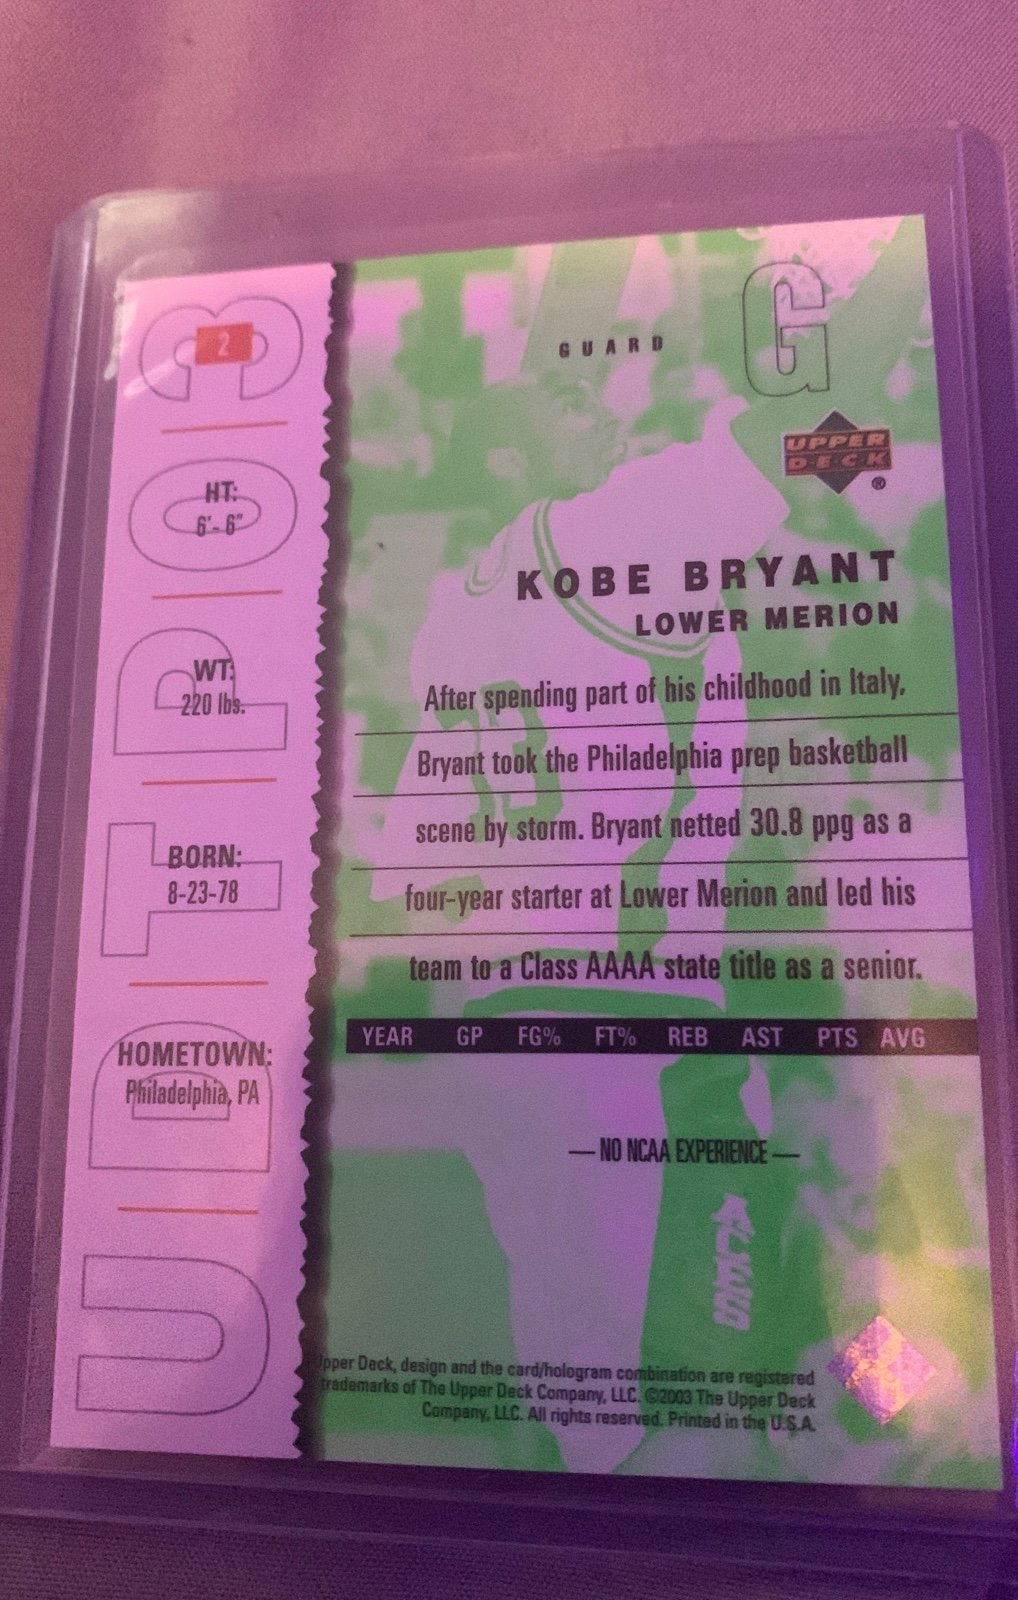 2
HT:
6'- 6"
WT:
220 lbs.
BORN:
8-23-78
HOMETOWN:
Philadelphia, PA
UD TOP 03
GUARD
G
UPPER
DECK
®
KOBE BRYANT
LOWER MERION
After spending part of his childhood in Italy,
Bryant took the Philadelphia prep basketball
scene by storm. Bryant netted 30.8 ppg as a
four-year starter at Lower Merion and led his
team to a Class AAAA state title as a senior.
YEAR GP FG% FT% REB AST PTS AVG
— NO NCAA EXPERIENCE —
33
Upper Deck, design and the card/hologram combination are registered
trademarks of The Upper Deck Company, LLC. ©2003 The Upper Deck
Company, LLC. All rights reserved. Printed in the U.S.A.